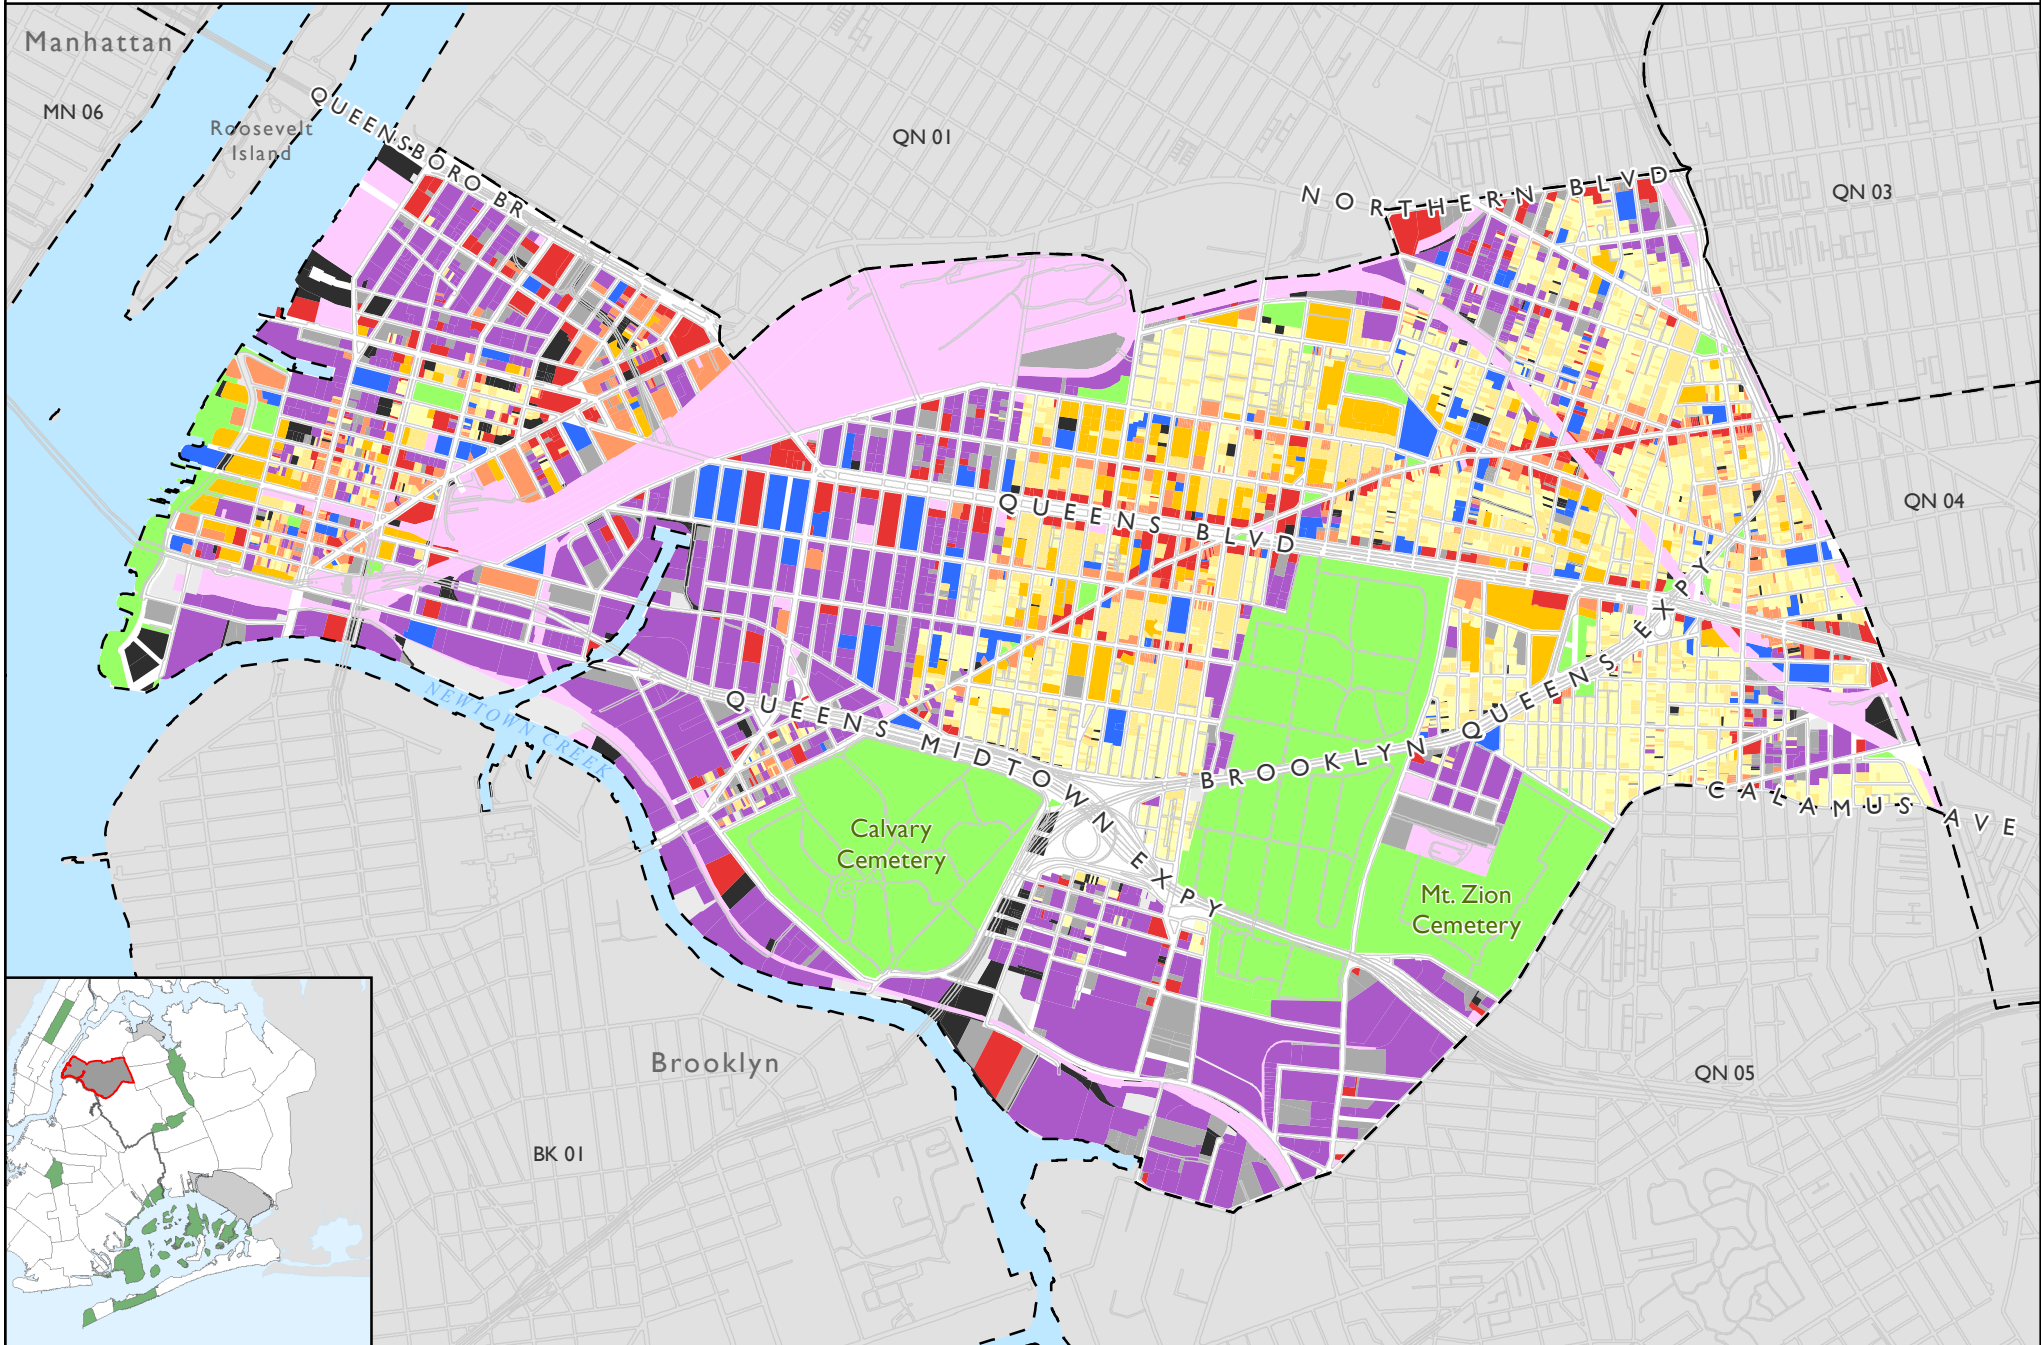 Manhattan
MN 06
Roosevelt
Island
QUEENSBORO BR
QN 01
NORTHERN BLVD
QN 03
QN 04
QUEENS BLVD
BROOKLYN QUEENS EXPY
NEWTOWN CREEK
QUEENS MIDTOWN EXPY
CALAMUS AVE
Calvary
Cemetery
Mt. Zion
Cemetery
Brooklyn
QN 05
BK 01